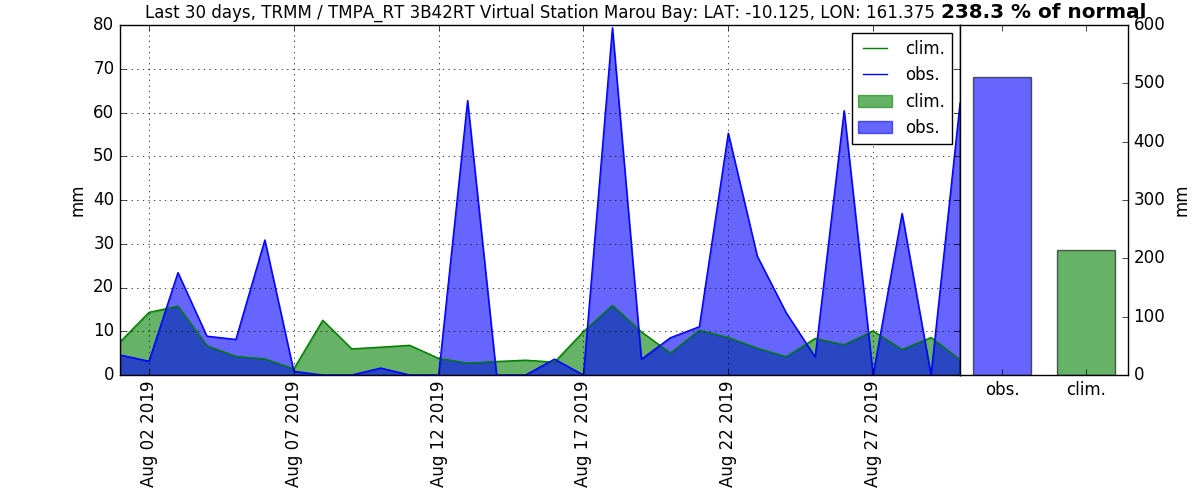 Last 30 days, TRMM / TMPA_RT 3B42RT Virtual Station Marou Bay: LAT: -10.125, LON: 161.375 238.3 % of normal
80
70
60
50
40
30
20
10
0
mm
clim.
obs.
clim.
obs.
600
500
400
300
200
100
0
mm
Aug 02 2019
Aug 07 2019
Aug 12 2019
Aug 17 2019
Aug 22 2019
Aug 27 2019
obs.
clim.